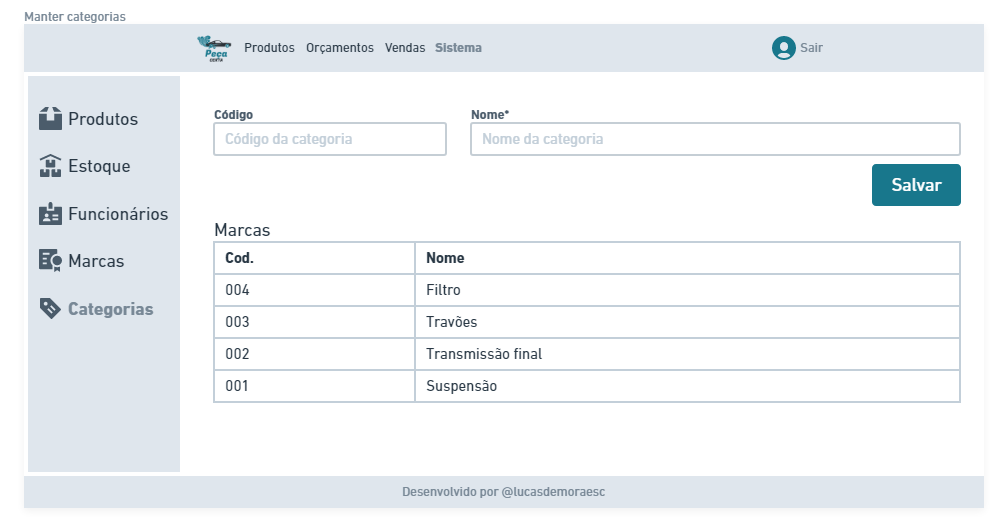 Manter categorias
Peça
Produtos Orçamentos Vendas Sistema
Sair
Produtos
Estoque
Funcionários
Marcas
Categorias
Código
Código da categoria
Nome*
Nome da categoria
Salvar
Marcas
Cod. Nome
004 Filtro
003 Travões
002 Transmissão final
001 Suspensão
Desenvolvido por @lucasdemoraesc